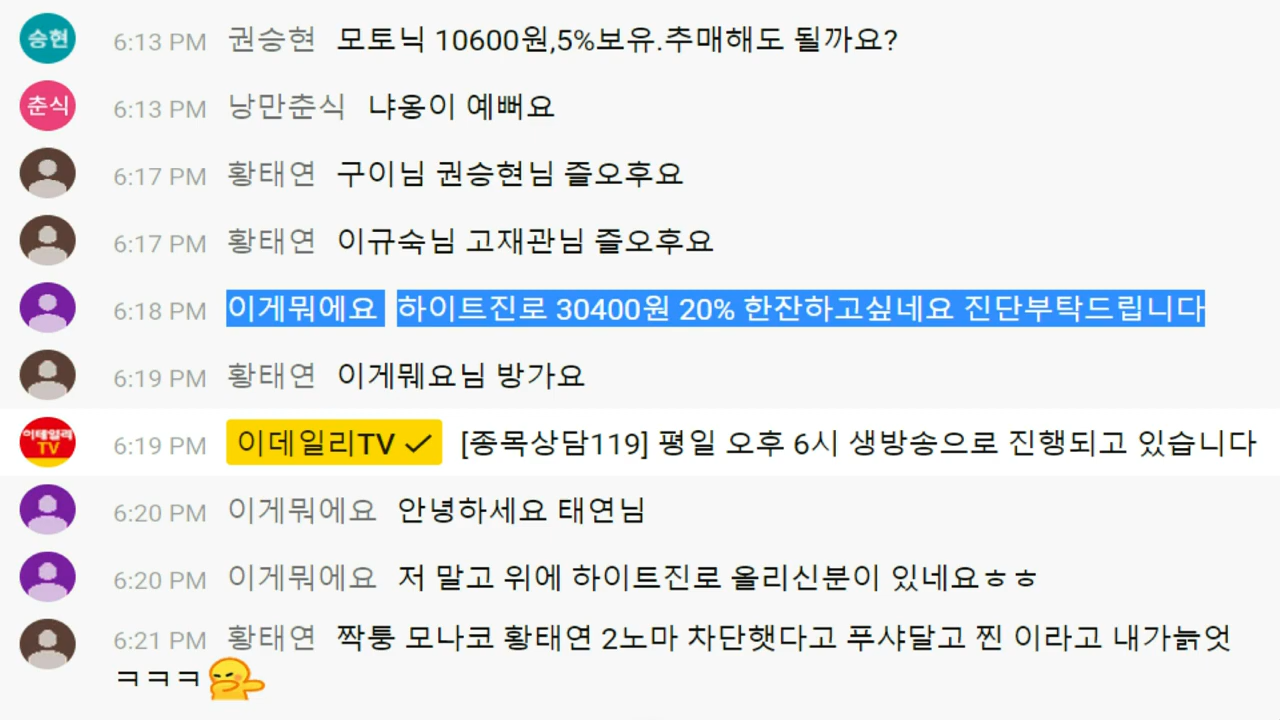 승현 6:13 PM 권승현 모토닉 10600원,5%보유.추매해도 될까요?
춘식 6:13 PM 낭만춘식 냐옹이 예뻐요
6:17 PM 황태연 구이님 권승현님 즐오후요
6:17 PM 황태연 이규숙님 고재관님 즐오후요
6:18 PM 이게뭐에요 하이트진로 30400원 20% 한잔하고싶네요 진단부탁드립니다
6:19 PM 황태연 이게뭬요님 방가요
이데일리 TV 6:19 PM 이데일리TV [종목상담119] 평일 오후 6시 생방송으로 진행되고 있습니다
6:20 PM 이게뭐에요 안녕하세요 태연님
6:20 PM 이게뭐에요 저 말고 위에 하이트진로 올리신분이 있네요ㅎㅎ
6:21 PM 황태연 짝퉁 모나코 황태연 2노마 차단햇다고 푸샤달고 찐 이라고 내가늙엇
ㅋㅋㅋ